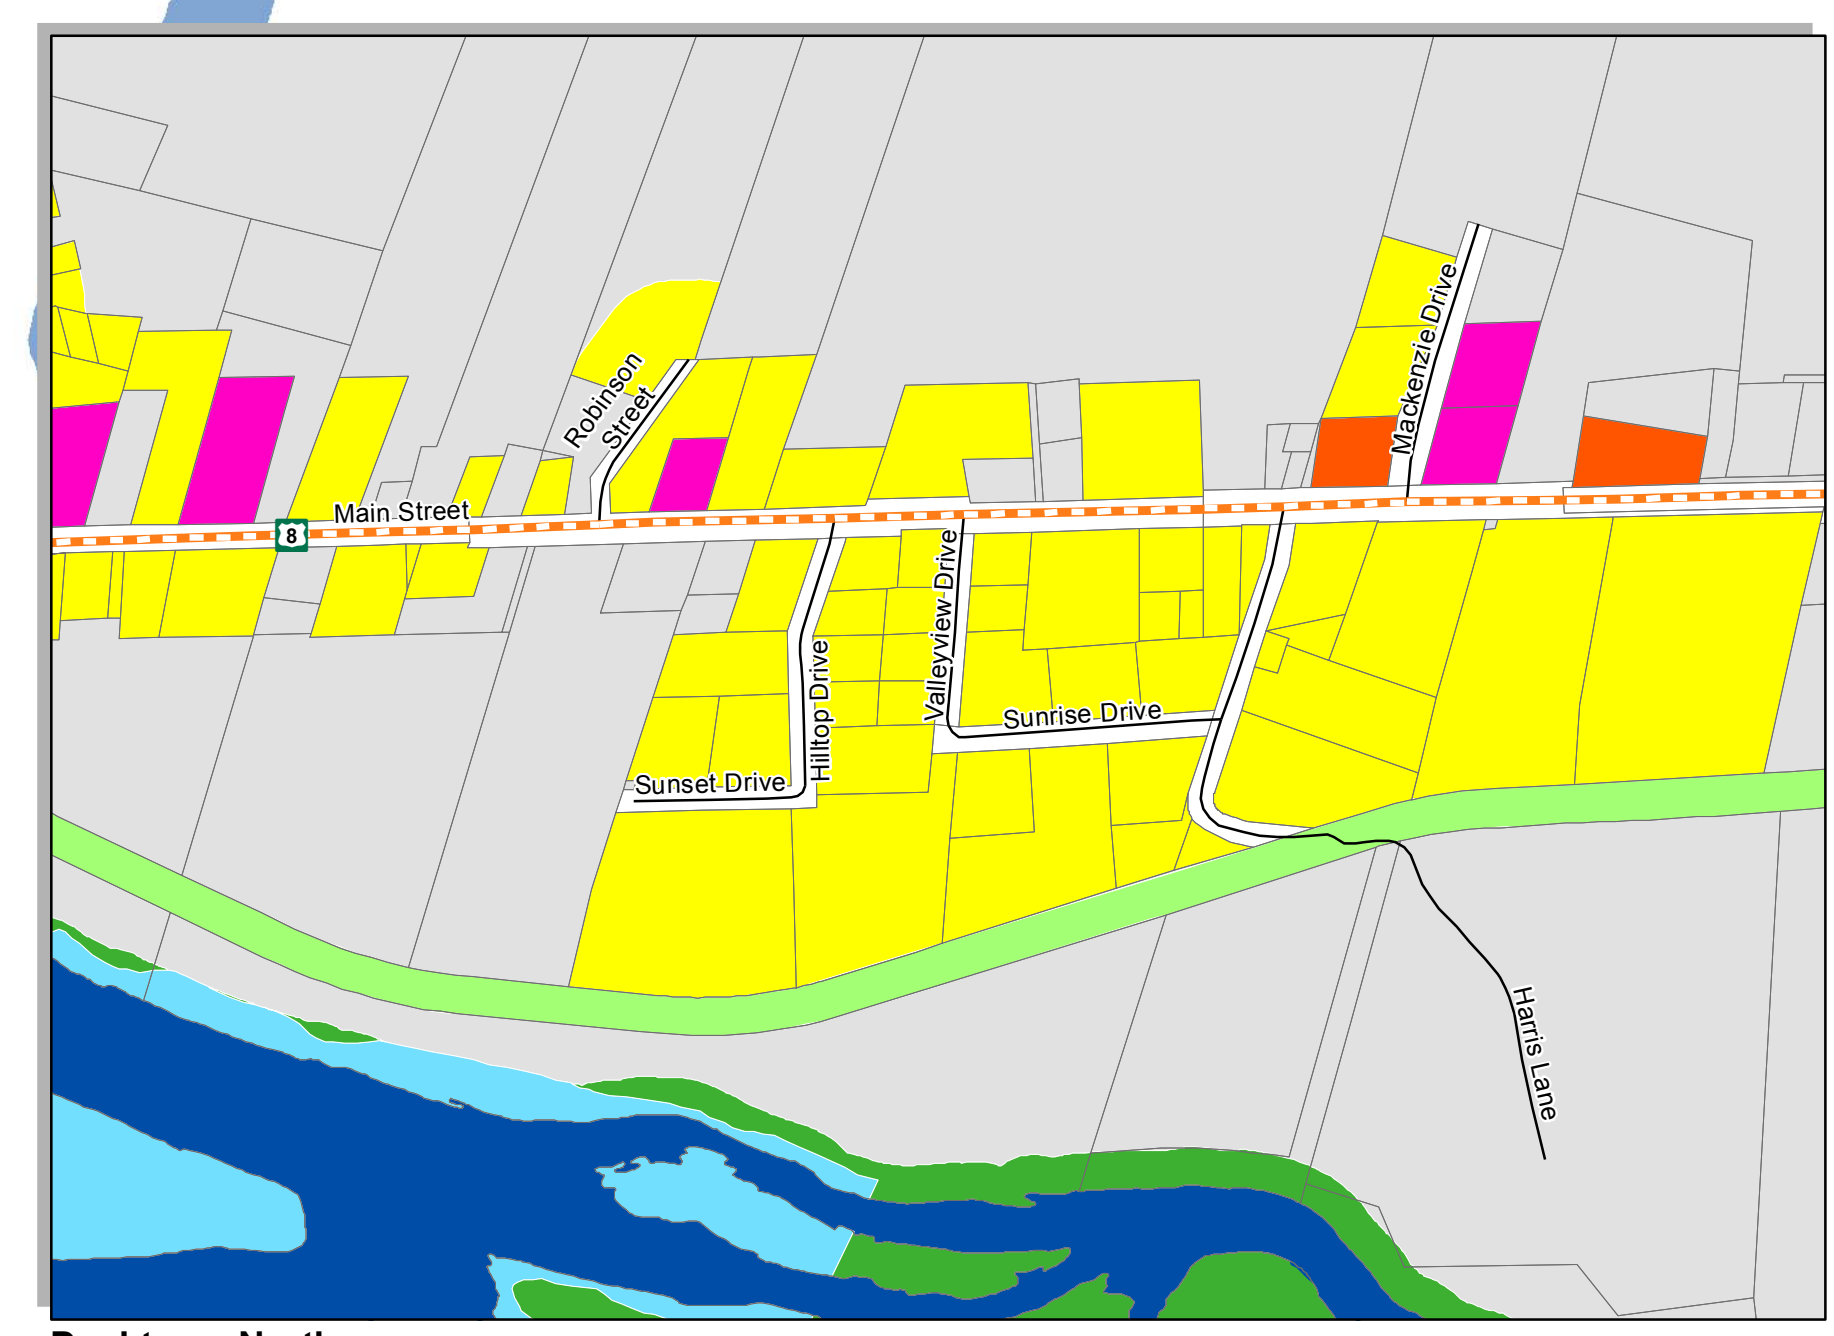 Robinson
Street
Mackenzie Drive
Main Street
8
Valleyview Drive
Hilltop Drive
Sunrise Drive
Sunset Drive
Harris Lane